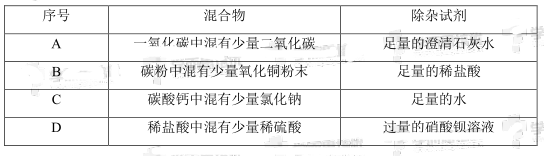 序号 混合物 除杂试剂
A 一氧化碳中混有少量二氧化碳 足量的澄清石灰水
B 碳粉中混有少量氧化铜粉末 足量的稀盐酸
C 碳酸钙中混有少量氯化钠 足量的水
D 稀盐酸中混有少量稀硫酸 过量的硝酸钡溶液